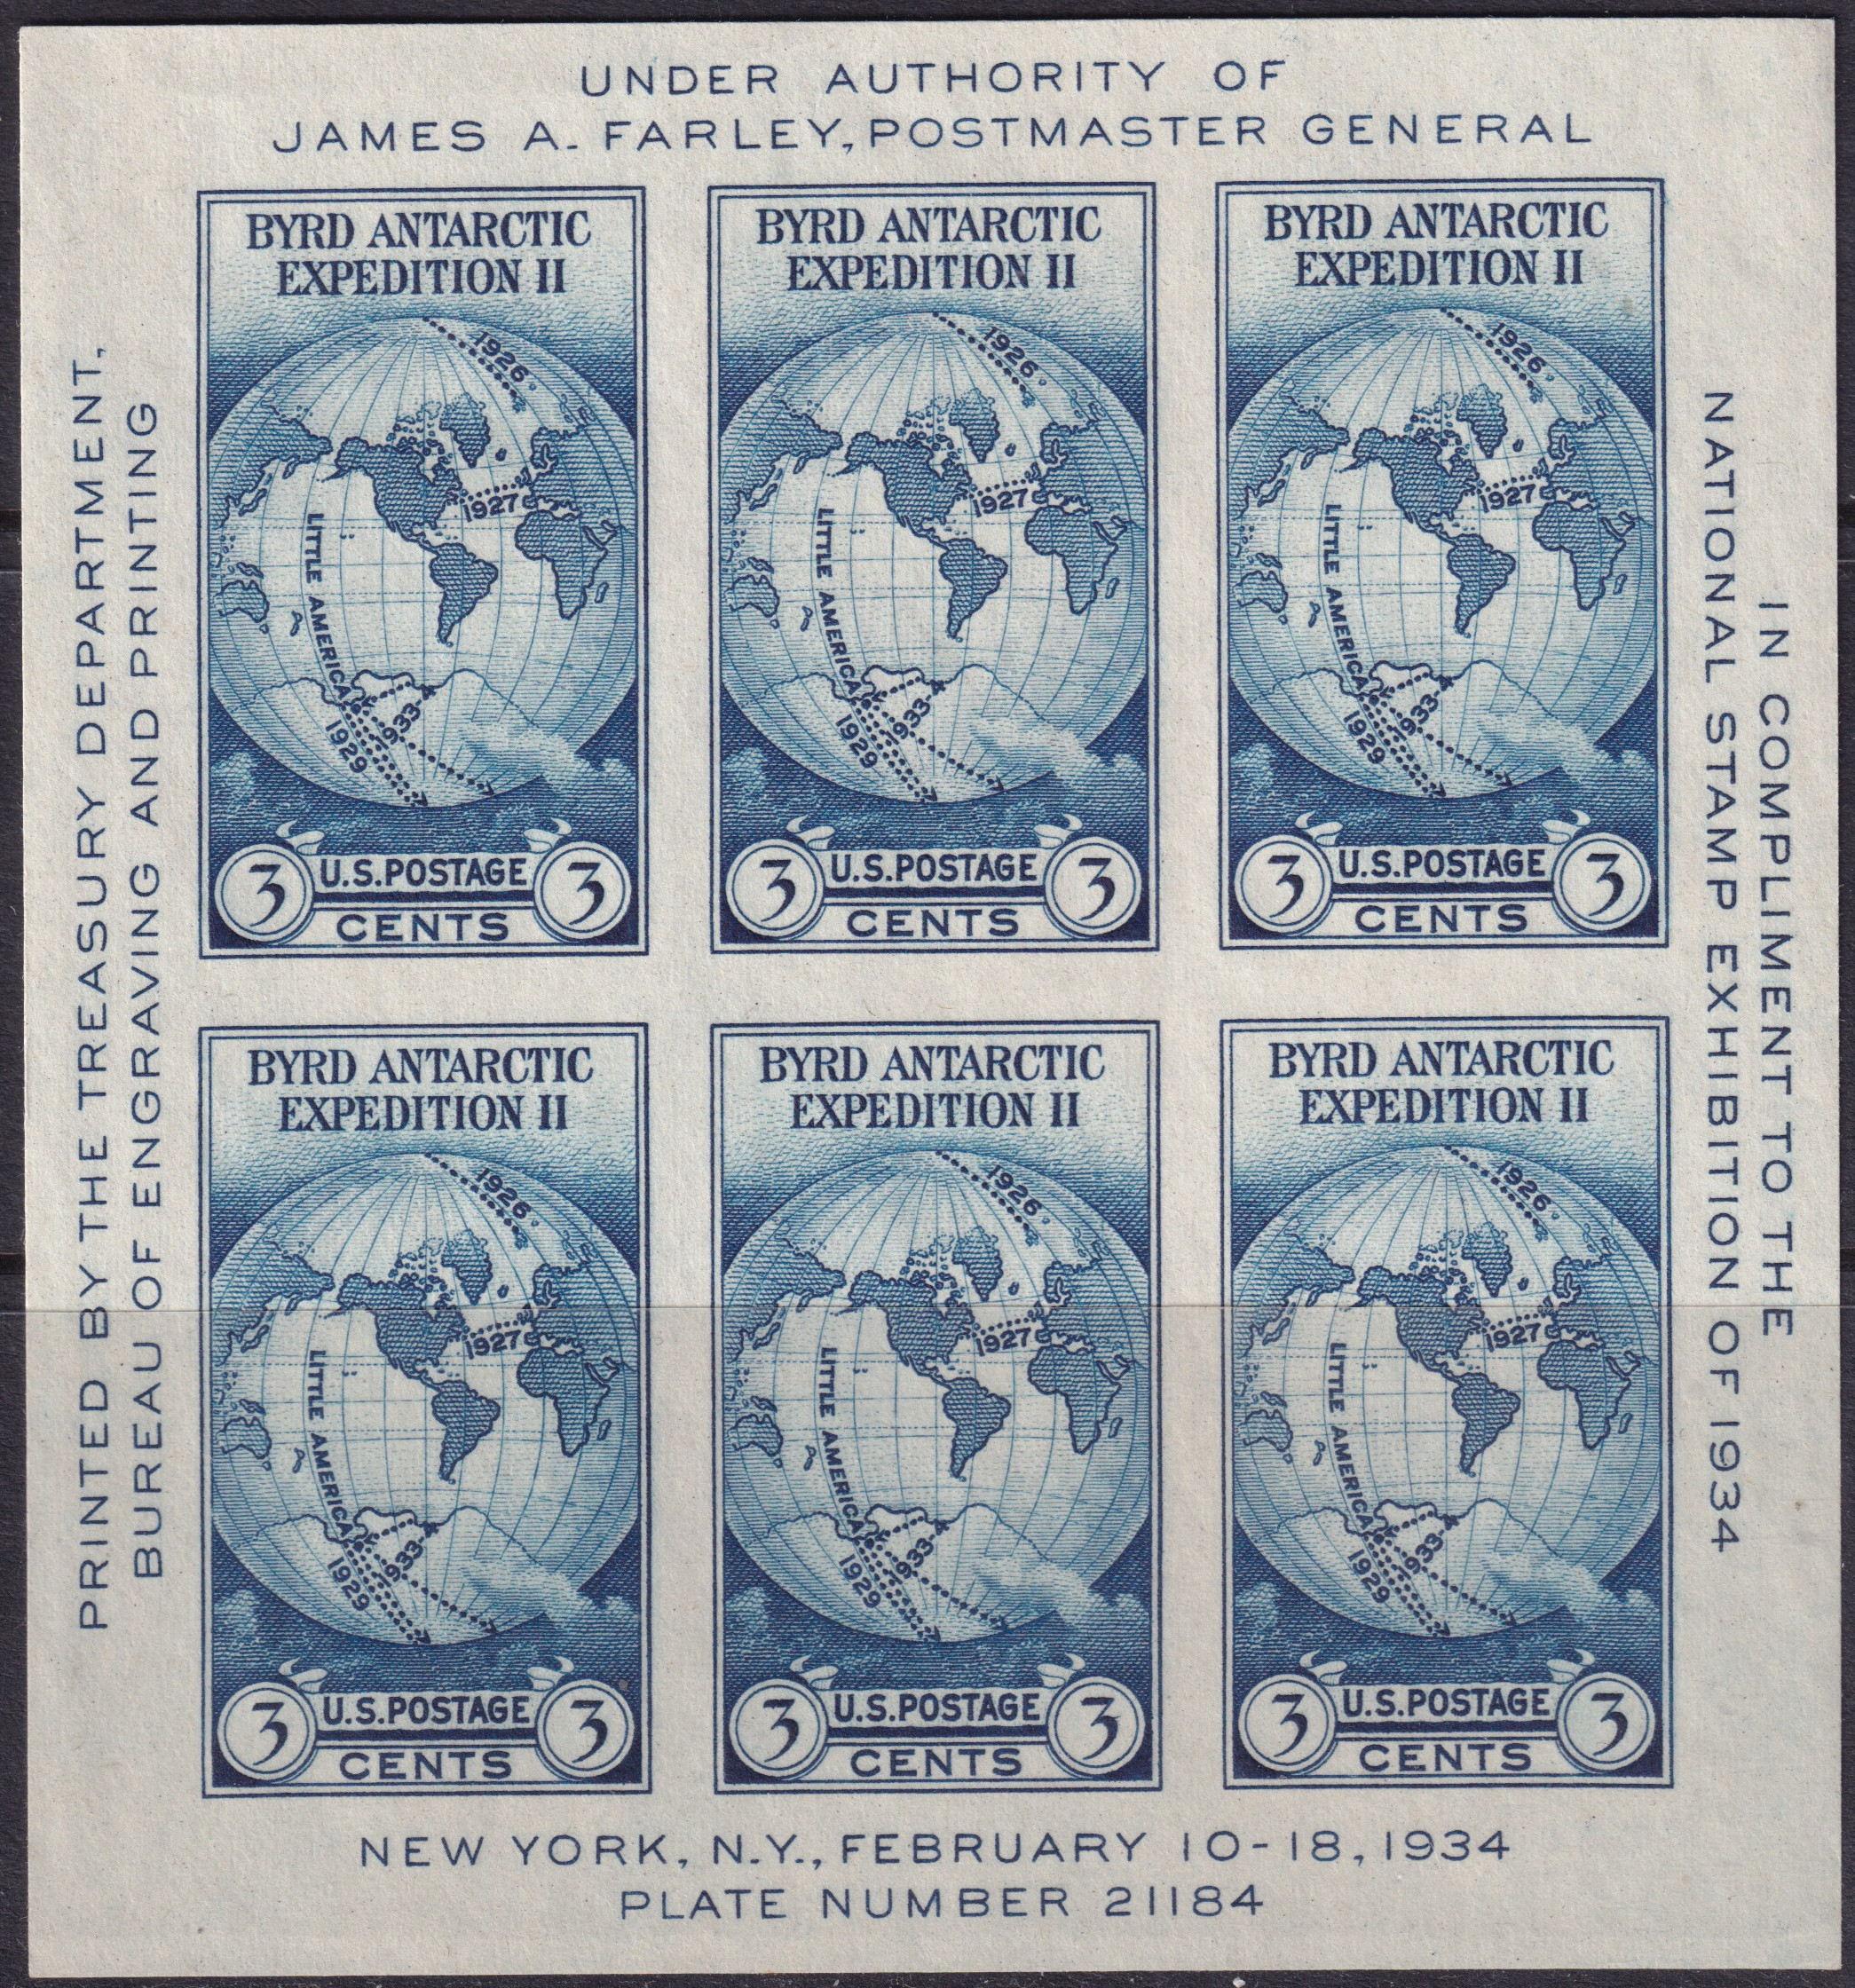 UNDER AUTHORITY OF
JAMES A. FARLEY, POSTMASTER GENERAL
PRINTED BY THE TREASURY DEPARTMENT,
BUREAU OF ENGRAVING AND PRINTING
BYRD ANTARCTIC
EXPEDITION II
1926
1927
LITTLE AMERICA
1929
1933
3 U.S. POSTAGE 3
CENTS
BYRD ANTARCTIC
EXPEDITION II
1926
1927
LITTLE AMERICA
1929
1933
3 U.S. POSTAGE 3
CENTS
BYRD ANTARCTIC
EXPEDITION II
1926
1927
LITTLE AMERICA
1929
1933
3 U.S. POSTAGE 3
CENTS
IN COMPLIMENT TO THE
NATIONAL STAMP EXHIBITION OF 1934
BYRD ANTARCTIC
EXPEDITION II
1926
1927
LITTLE AMERICA
1929
1933
3 U.S. POSTAGE 3
CENTS
BYRD ANTARCTIC
EXPEDITION II
1926
1927
LITTLE AMERICA
1929
1933
3 U.S. POSTAGE 3
CENTS
BYRD ANTARCTIC
EXPEDITION II
1926
1927
LITTLE AMERICA
1929
1933
3 U.S. POSTAGE 3
CENTS
NEW YORK, N.Y., FEBRUARY 10-18, 1934
PLATE NUMBER 21184